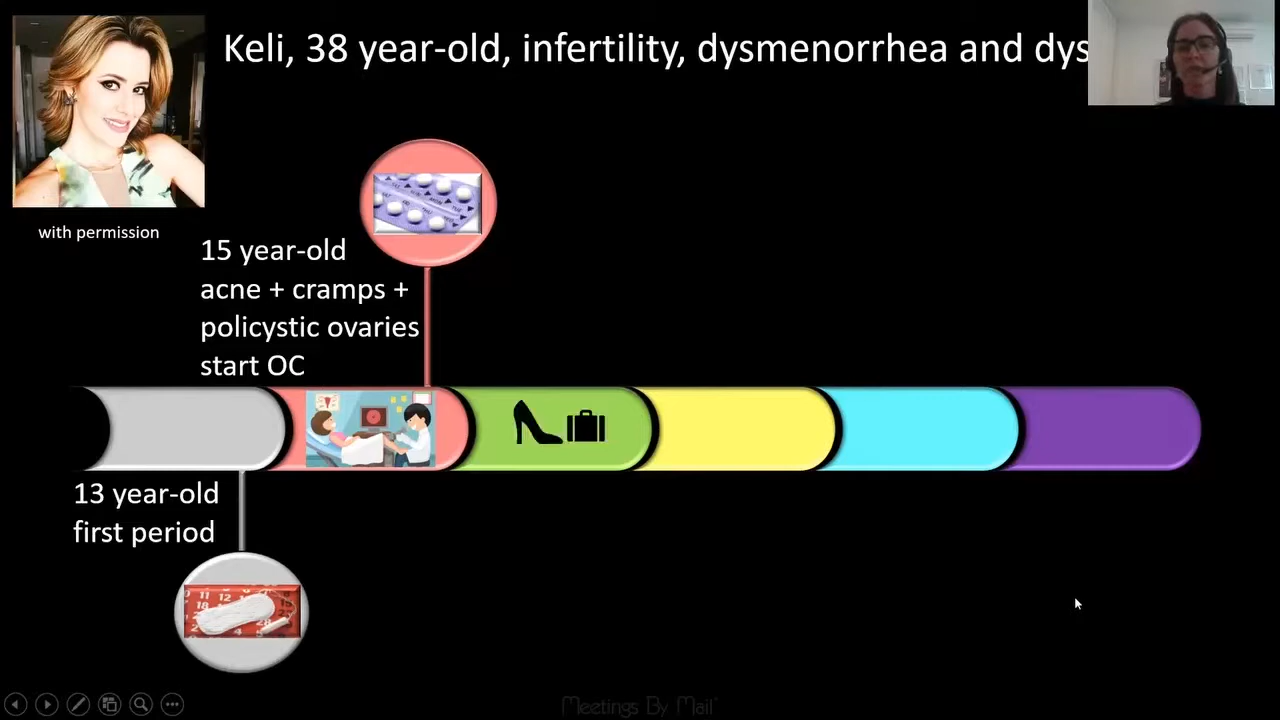 Keli, 38 year-old, infertility, dysmenorrhea and dys
with permission
15 year-old
acne + cramps +
policystic ovaries
start OC
13 year-old
first period
Meetings By Mail